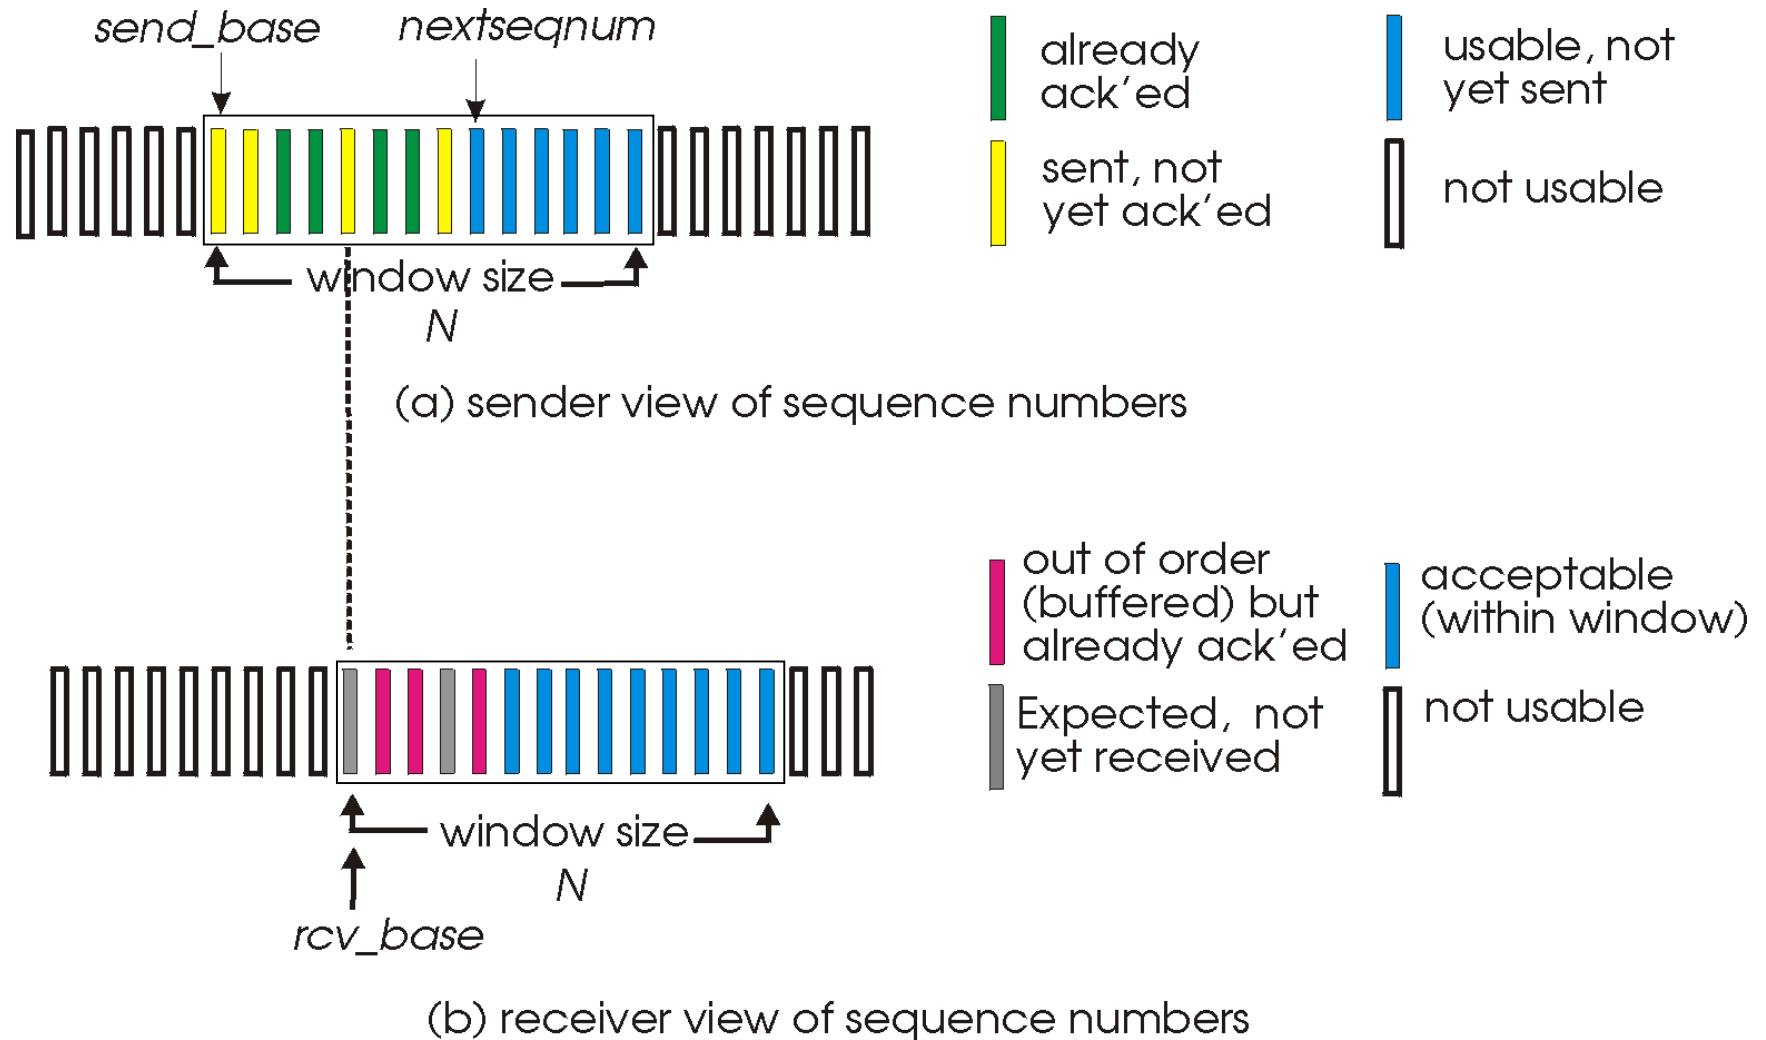 send_base
nextseqnum
already
ack'ed
usable, not
yet sent
sent, not
yet ack'ed
not usable
window size
N
(a) sender view of sequence numbers
out of order
(buffered) but
already ack'ed
acceptable
(within window)
Expected, not
yet received
not usable
window size
N
rcv_base
(b) receiver view of sequence numbers